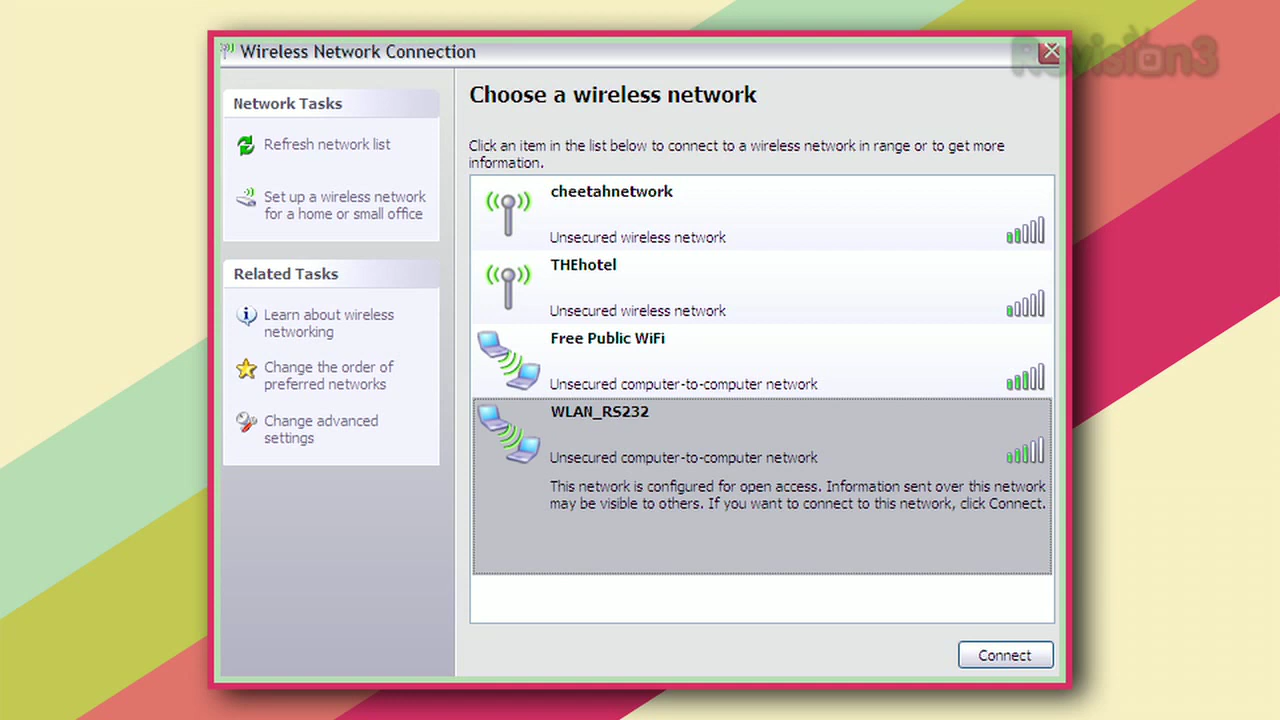 Wireless Network Connection
Revision3
Network Tasks
Refresh network list
Set up a wireless network
for a home or small office
Related Tasks
Learn about wireless
networking
Change the order of
preferred networks
Change advanced
settings
Choose a wireless network
Click an item in the list below to connect to a wireless network in range or to get more
information.
cheetahnetwork
Unsecured wireless network
THEhotel
Unsecured wireless network
Free Public WiFi
Unsecured computer-to-computer network
WLAN_RS232
Unsecured computer-to-computer network
This network is configured for open access. Information sent over this network
may be visible to others. If you want to connect to this network, click Connect.
Connect